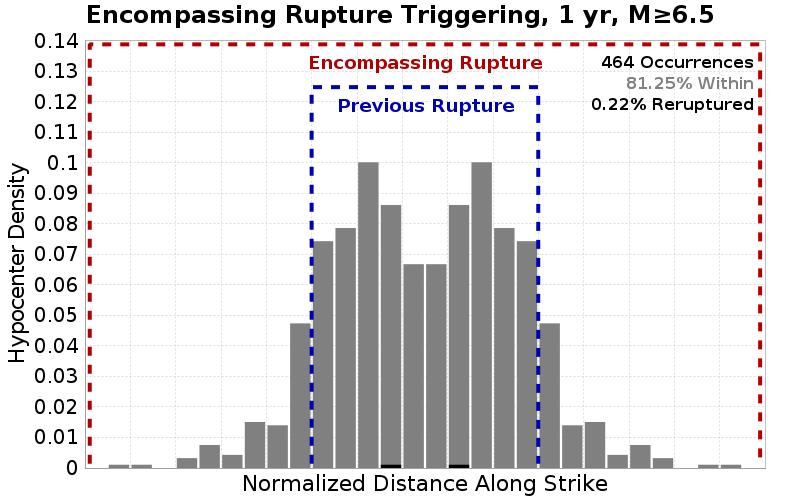 Encompassing Rupture Triggering, 1 yr, M≥6.5
0.14
0.13
0.12
0.11
0.1
0.09
0.08
0.07
0.06
0.05
0.04
0.03
0.02
0.01
0
Hypocenter Density
Encompassing Rupture
Previous Rupture
464 Occurrences
81.25% Within
0.22% Reruptured
Normalized Distance Along Strike